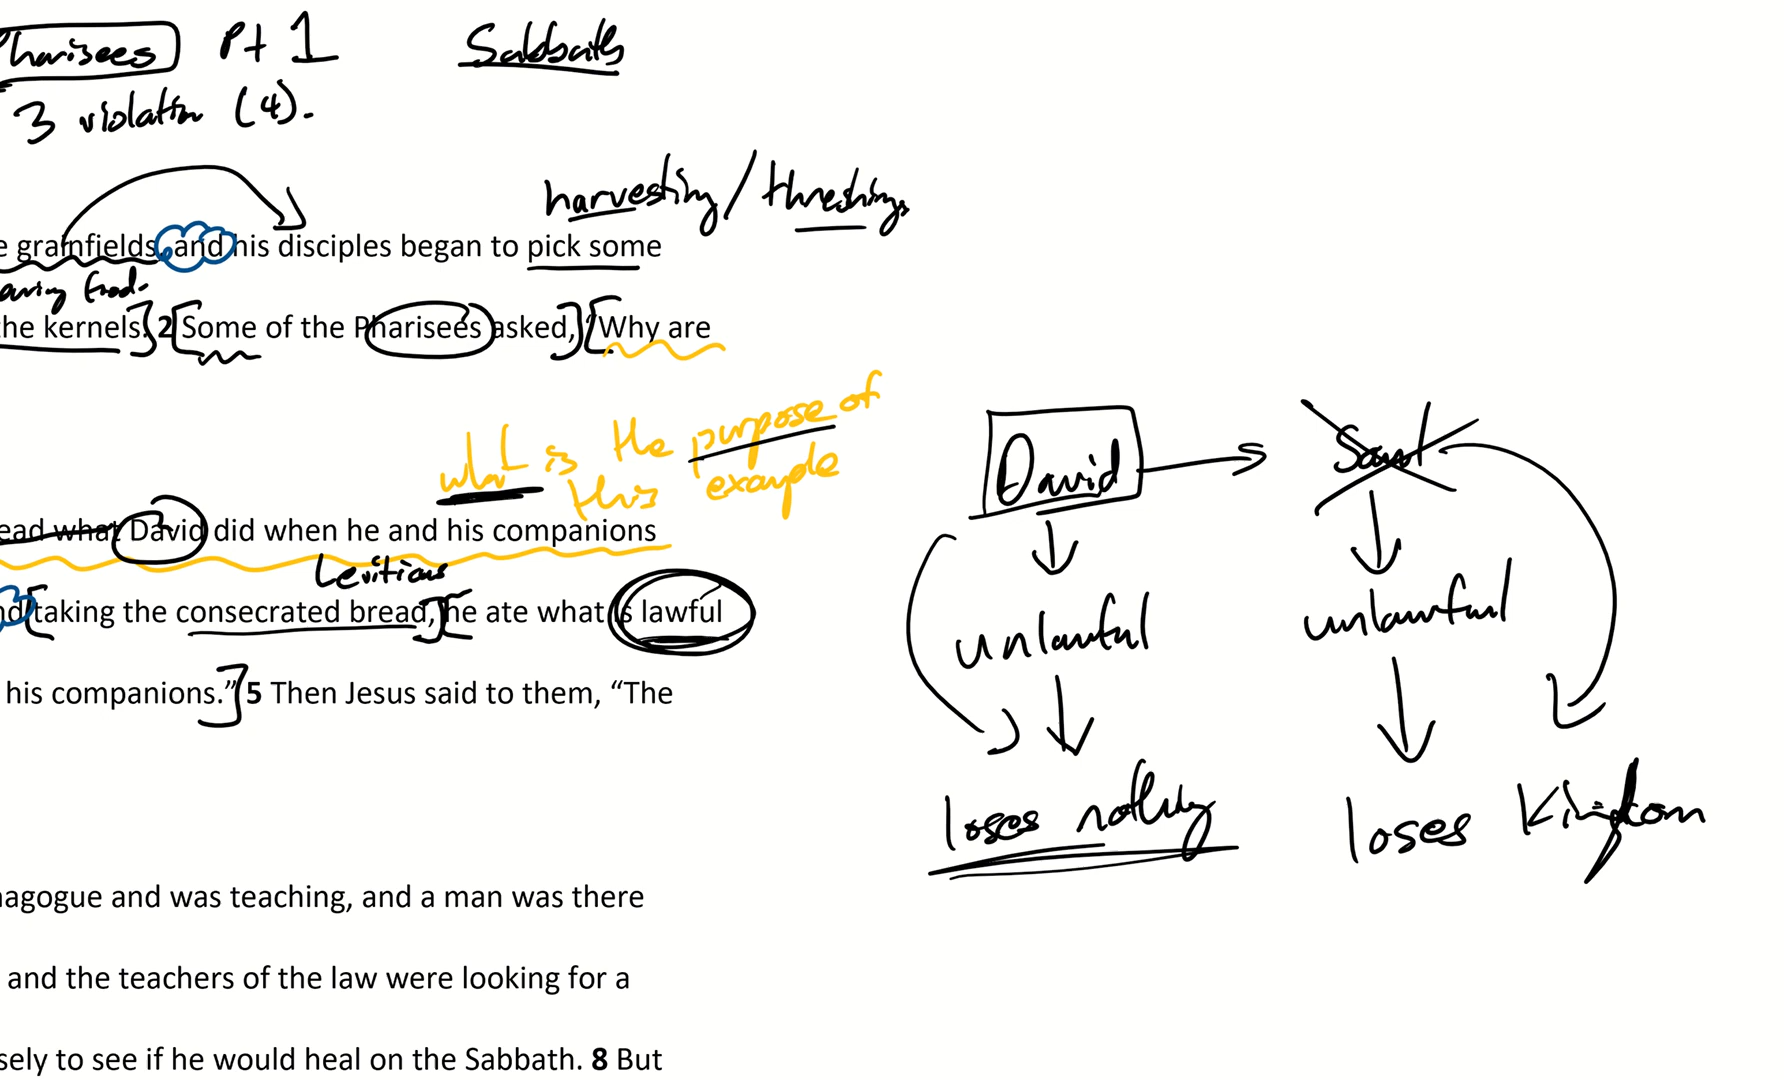 Pharisees Pt 1 Sabbath
3 violation (4).
harvesting / threshing
e grainfields, and his disciples began to pick some
food.
the kernels. 2 Some of the Pharisees asked, “Why are
what is the purpose of
this example
ead what David did when he and his companions
Leviticus
nd taking the consecrated bread, he ate what is lawful
his companions.” 5 Then Jesus said to them, “The
David Saul
unlawful unlawful
loses nothing loses Kingdom
nagogue and was teaching, and a man was there
and the teachers of the law were looking for a
sely to see if he would heal on the Sabbath. 8 But